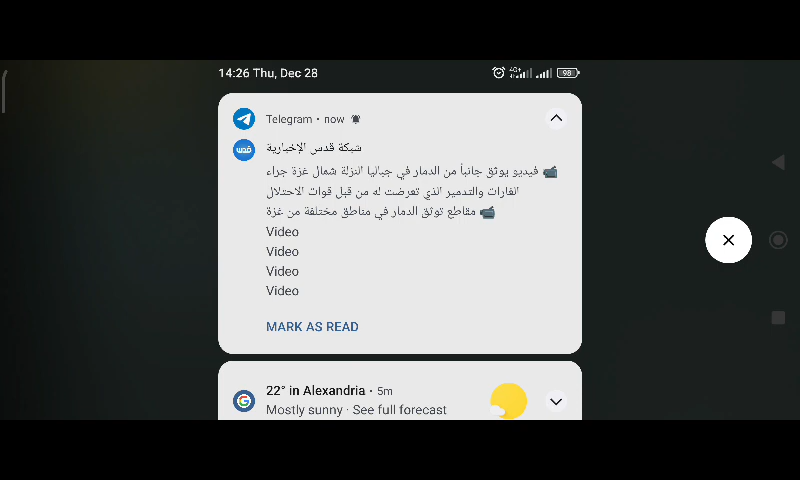 14:26 Thu, Dec 28
4G+
98
Telegram • now
شبكة قدس الإخبارية
قدس
📹 فيديو يوثق جانباً من الدمار في جباليا النزلة شمال غزة جراء
الغارات والتدمير الذي تعرضت له من قبل قوات الاحتلال
📹 مقاطع توثق الدمار في مناطق مختلفة من غزة
Video
Video
Video
Video
MARK AS READ
22° in Alexandria • 5m
Mostly sunny · See full forecast